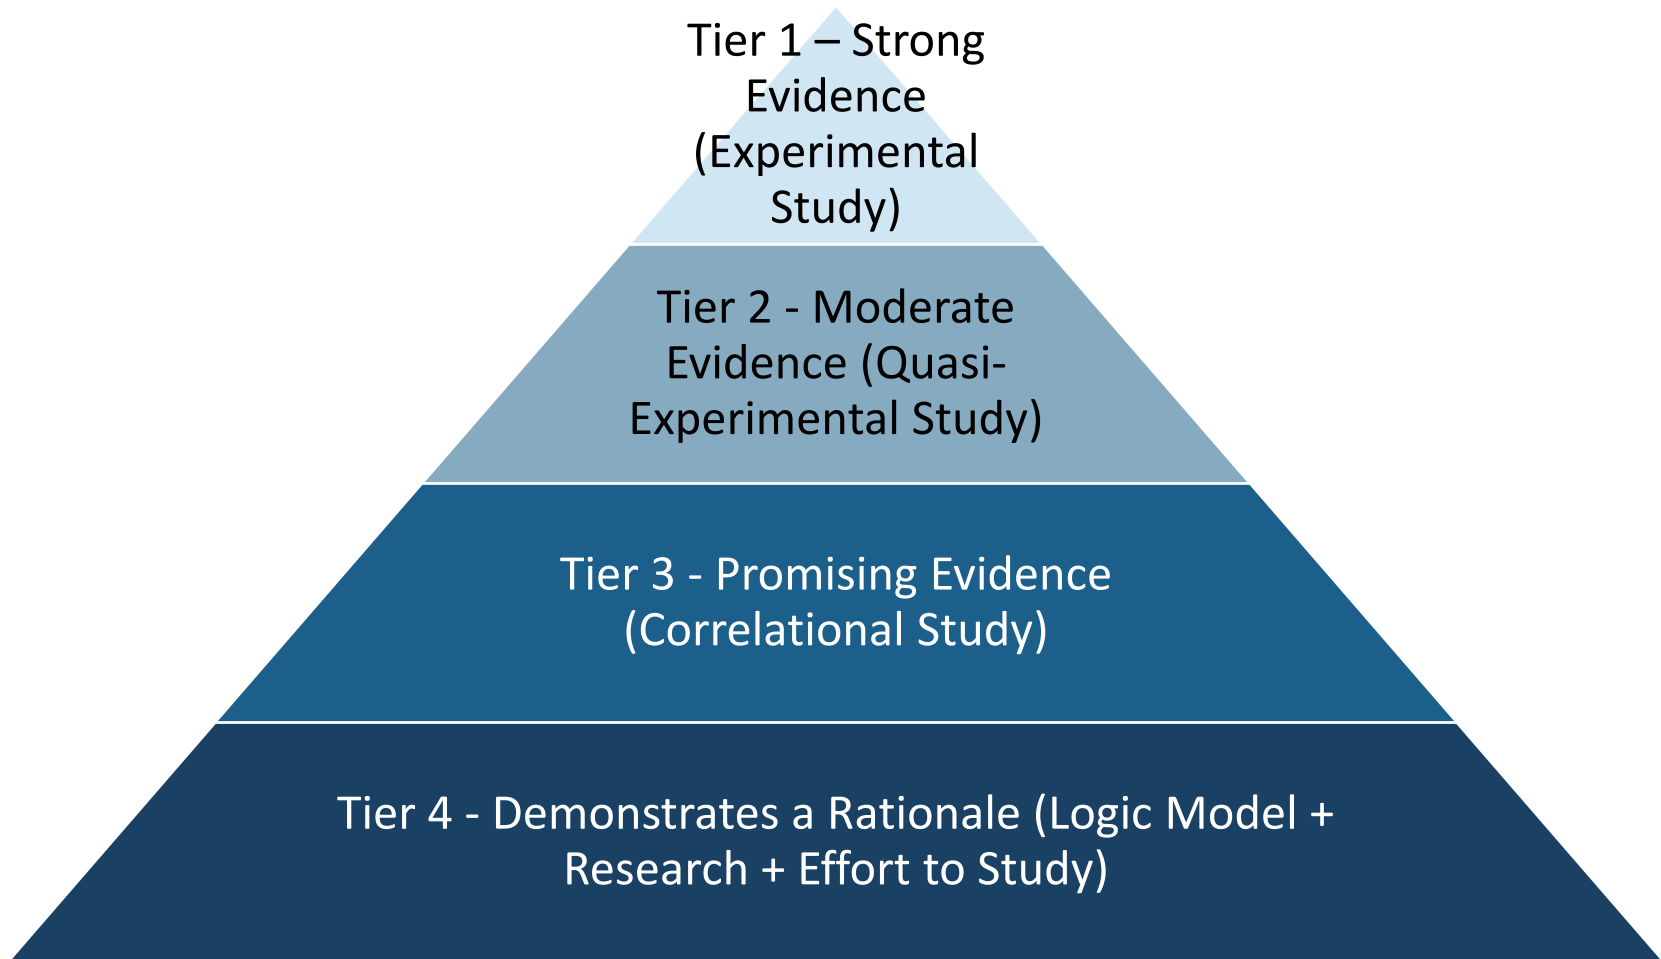 Tier 1 – Strong
Evidence
(Experimental
Study)
Tier 2 - Moderate
Evidence (Quasi-
Experimental Study)
Tier 3 - Promising Evidence
(Correlational Study)
Tier 4 - Demonstrates a Rationale (Logic Model +
Research + Effort to Study)